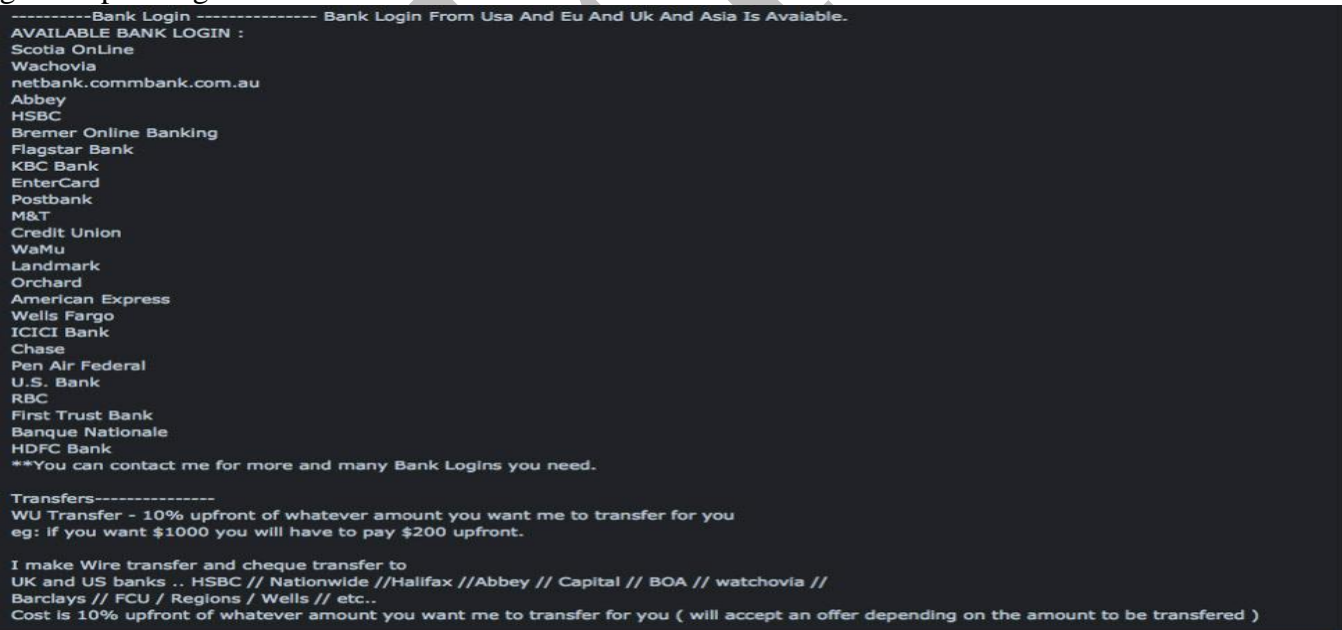 ----------Bank Login --------------- Bank Login From Usa And Eu And Uk And Asia Is Avaiable.
AVAILABLE BANK LOGIN :
Scotia OnLine
Wachovia
netbank.commbank.com.au
Abbey
HSBC
Bremer Online Banking
Flagstar Bank
KBC Bank
EnterCard
Postbank
M&T
Credit Union
WaMu
Landmark
Orchard
American Express
Wells Fargo
ICICI Bank
Chase
Pen Air Federal
U.S. Bank
RBC
First Trust Bank
Banque Nationale
HDFC Bank
**You can contact me for more and many Bank Logins you need.
Transfers---------------
WU Transfer - 10% upfront of whatever amount you want me to transfer for you
eg: if you want $1000 you will have to pay $200 upfront.
I make Wire transfer and cheque transfer to
UK and US banks .. HSBC // Nationwide //Halifax //Abbey // Capital // BOA // watchovia //
Barclays // FCU / Regions / Wells // etc..
Cost is 10% upfront of whatever amount you want me to transfer for you ( will accept an offer depending on the amount to be transfered )